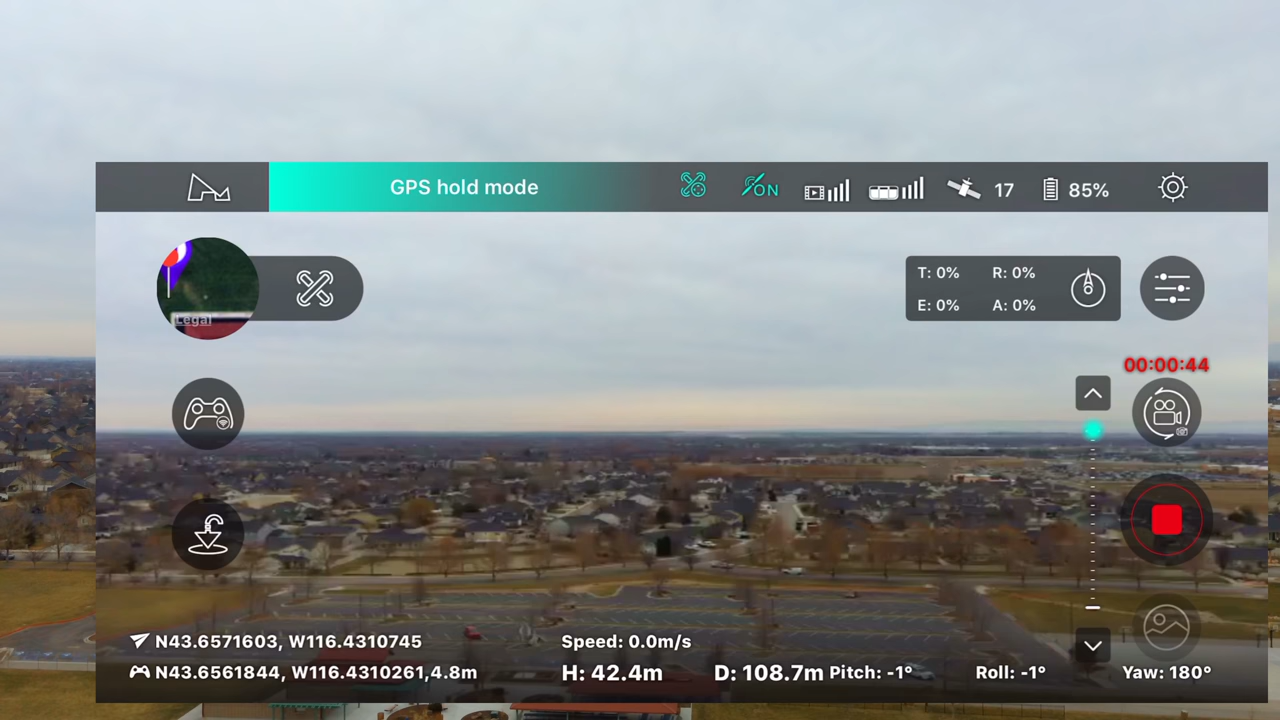 GPS hold mode
ON
17
85%
Legal
T: 0% R: 0%
E: 0% A: 0%
00:00:44
N43.6571603, W116.4310745
Speed: 0.0m/s
N43.6561844, W116.4310261,4.8m
H: 42.4m
D: 108.7m
Pitch: -1°
Roll: -1°
Yaw: 180°